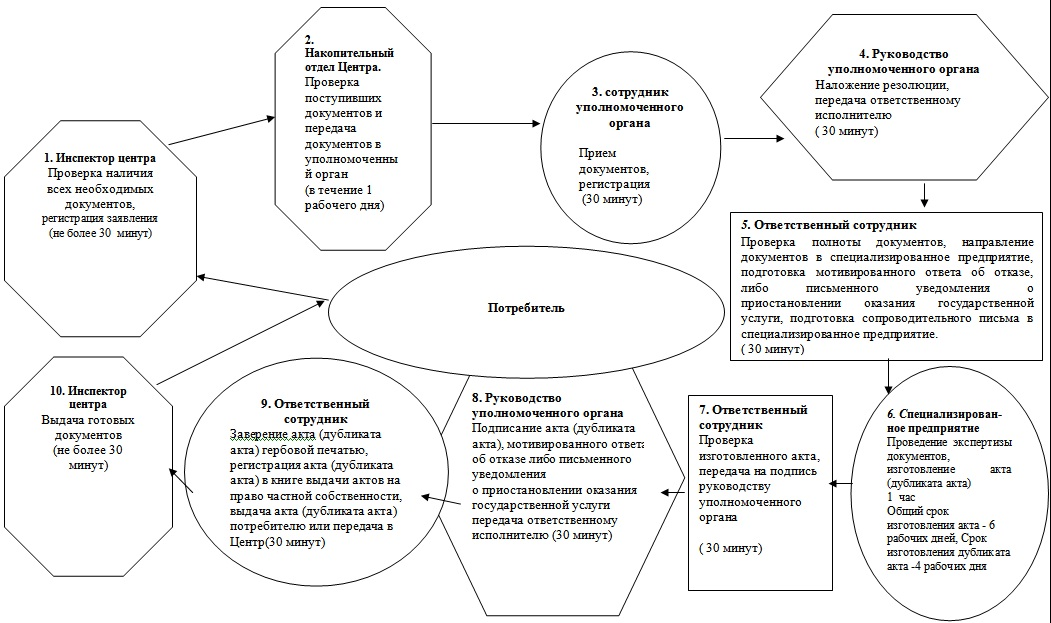 1. Инспектор центра
Проверка наличия
всех необходимых
документов,
регистрация заявления
(не более 30 минут)
2.
Накопительный
отдел Центра.
Проверка
поступивших
документов и
передача
документов в
уполномоченны
й орган
(в течение 1
рабочего дня)
3. сотрудник
уполномоченного
органа
Прием
документов,
регистрация
(30 минут)
4. Руководство
уполномоченного органа
Наложение резолюции,
передача ответственному
исполнителю
( 30 минут)
5. Ответственный сотрудник
Проверка полноты документов, направление
документов в специализированное предприятие,
подготовка мотивированного ответа об отказе,
либо письменного уведомления о
приостановлении оказания государственной
услуги, подготовка сопроводительного письма в
специализированное предприятие.
( 30 минут)
Потребитель
6. Специализирован-
ное предприятие
Проведение экспертизы
документов,
изготовление акта
(дубликата акта)
1 час
Общий срок
изготовления акта - 6
рабочих дней, Срок
изготовления дубликата
акта -4 рабочих дня
7. Ответственный
сотрудник
Проверка
изготовленного акта,
передача на подпись
руководству
уполномоченного
органа
( 30 минут)
8. Руководство
уполномоченного органа
Подписание акта (дубликата
акта), мотивированного ответа
об отказе либо письменного
уведомления
о приостановлении оказания
государственной услуги
передача ответственному
исполнителю (30 минут)
9. Ответственный
сотрудник
Заверение акта (дубликата
акта) гербовой печатью,
регистрация акта (дубликата
акта) в книге выдачи актов на
право частной собственности,
выдача акта (дубликата акта)
потребителю или передача в
Центр(30 минут)
10. Инспектор
центра
Выдача готовых
документов
(не более 30
минут)